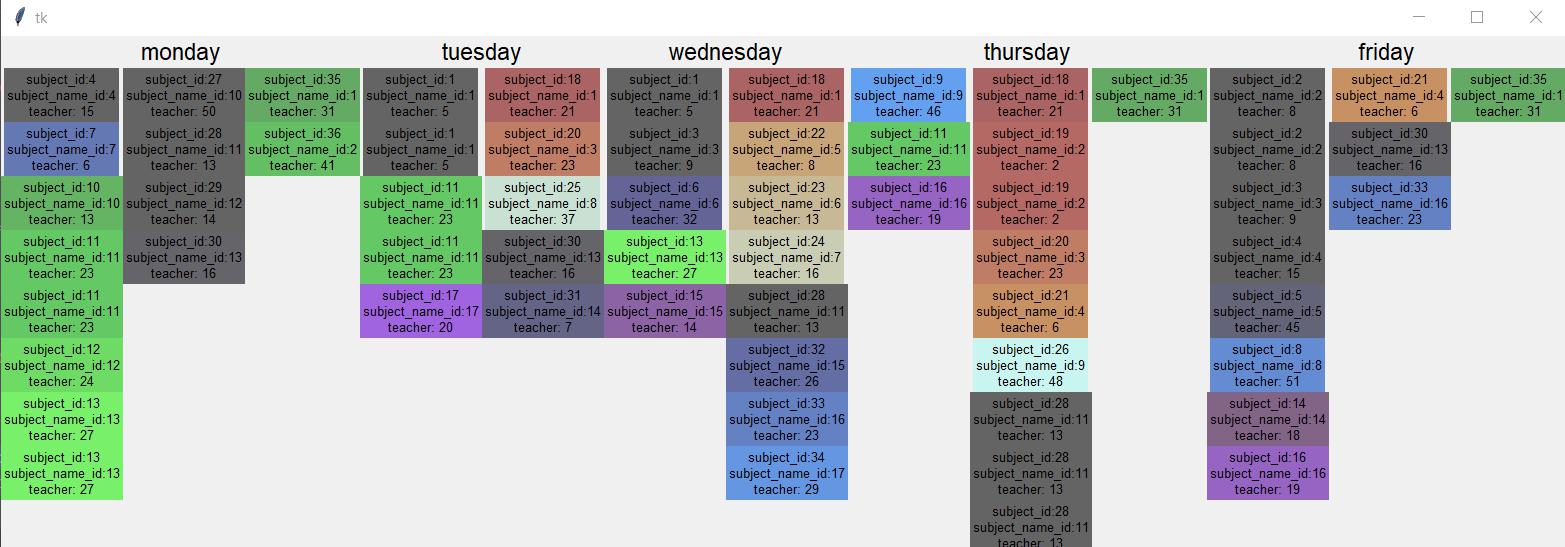 tk
monday
tuesday
wednesday
thursday
friday
subject_id:4
subject_name_id:4
teacher: 15
subject_id:7
subject_name_id:7
teacher: 6
subject_id:10
subject_name_id:10
teacher: 13
subject_id:11
subject_name_id:11
teacher: 23
subject_id:11
subject_name_id:11
teacher: 23
subject_id:12
subject_name_id:12
teacher: 24
subject_id:13
subject_name_id:13
teacher: 27
subject_id:13
subject_name_id:13
teacher: 27
subject_id:27
subject_name_id:10
teacher: 50
subject_id:28
subject_name_id:11
teacher: 13
subject_id:29
subject_name_id:12
teacher: 14
subject_id:30
subject_name_id:13
teacher: 16
subject_id:35
subject_name_id:1
teacher: 31
subject_id:36
subject_name_id:2
teacher: 41
subject_id:1
subject_name_id:1
teacher: 5
subject_id:1
subject_name_id:1
teacher: 5
subject_id:11
subject_name_id:11
teacher: 23
subject_id:11
subject_name_id:11
teacher: 23
subject_id:17
subject_name_id:17
teacher: 20
subject_id:18
subject_name_id:1
teacher: 21
subject_id:20
subject_name_id:3
teacher: 23
subject_id:25
subject_name_id:8
teacher: 37
subject_id:30
subject_name_id:13
teacher: 16
subject_id:31
subject_name_id:14
teacher: 7
subject_id:1
subject_name_id:1
teacher: 5
subject_id:3
subject_name_id:3
teacher: 9
subject_id:6
subject_name_id:6
teacher: 32
subject_id:13
subject_name_id:13
teacher: 27
subject_id:15
subject_name_id:15
teacher: 14
subject_id:18
subject_name_id:1
teacher: 21
subject_id:22
subject_name_id:5
teacher: 8
subject_id:23
subject_name_id:6
teacher: 13
subject_id:24
subject_name_id:7
teacher: 16
subject_id:28
subject_name_id:11
teacher: 13
subject_id:32
subject_name_id:15
teacher: 26
subject_id:33
subject_name_id:16
teacher: 23
subject_id:34
subject_name_id:17
teacher: 29
subject_id:9
subject_name_id:9
teacher: 46
subject_id:11
subject_name_id:11
teacher: 23
subject_id:16
subject_name_id:16
teacher: 19
subject_id:18
subject_name_id:1
teacher: 21
subject_id:19
subject_name_id:2
teacher: 2
subject_id:19
subject_name_id:2
teacher: 2
subject_id:20
subject_name_id:3
teacher: 23
subject_id:21
subject_name_id:4
teacher: 6
subject_id:26
subject_name_id:9
teacher: 48
subject_id:28
subject_name_id:11
teacher: 13
subject_id:28
subject_name_id:11
teacher: 13
subject_id:28
subject_name_id:11
teacher: 13
subject_id:35
subject_name_id:1
teacher: 31
subject_id:2
subject_name_id:2
teacher: 8
subject_id:2
subject_name_id:2
teacher: 8
subject_id:3
subject_name_id:3
teacher: 9
subject_id:4
subject_name_id:4
teacher: 15
subject_id:5
subject_name_id:5
teacher: 45
subject_id:8
subject_name_id:8
teacher: 51
subject_id:14
subject_name_id:14
teacher: 18
subject_id:16
subject_name_id:16
teacher: 19
subject_id:21
subject_name_id:4
teacher: 6
subject_id:30
subject_name_id:13
teacher: 16
subject_id:33
subject_name_id:16
teacher: 23
subject_id:35
subject_name_id:1
teacher: 31